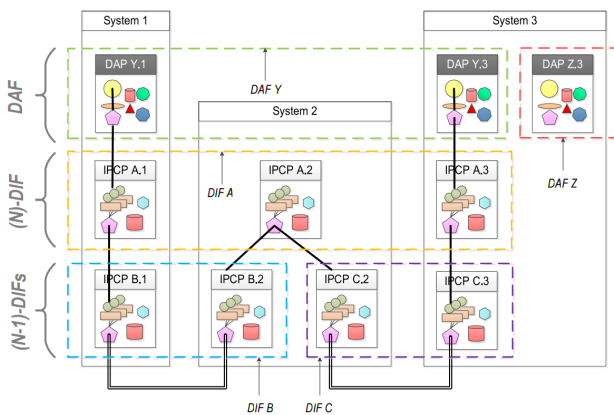 System 1
System 3
DAF
DAP Y.1
DAP Y.3
DAP Z.3
DAF Y
System 2
DAF Z
(N)-DIF
IPCP A.1
IPCP A.2
IPCP A.3
DIF A
(N-1)-DIFs
IPCP B.1
IPCP B.2
IPCP C.2
IPCP C.3
DIF B
DIF C